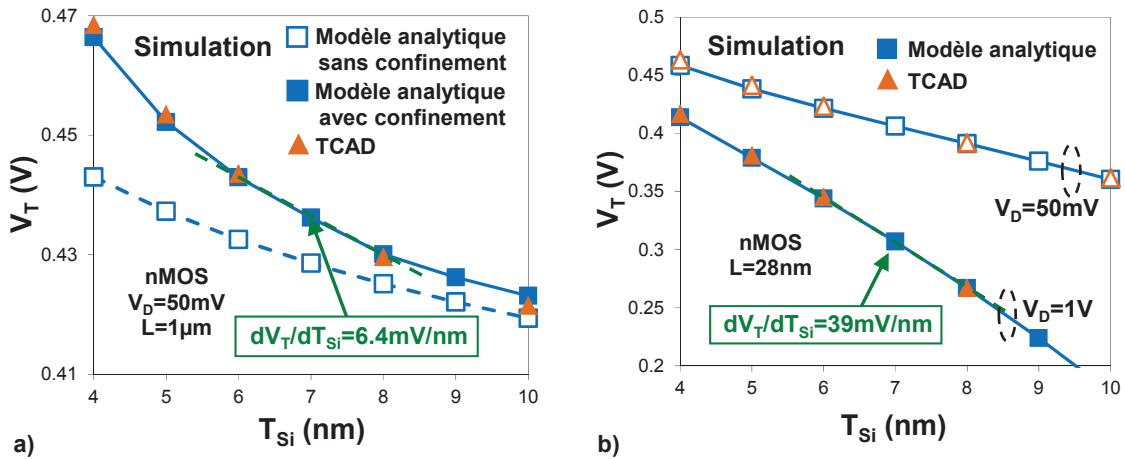 Simulation
Modèle analytique
sans confinement
Modèle analytique
avec confinement
TCAD
0.47
0.45
0.43
0.41
V_T (V)
nMOS
V_D=50mV
L=1µm
dV_T/dT_Si=6.4mV/nm
4 5 6 7 8 9 10
T_Si (nm)
a)
Simulation
Modèle analytique
TCAD
0.5
0.45
0.4
0.35
0.3
0.25
0.2
V_T (V)
V_D=50mV
nMOS
L=28nm
V_D=1V
dV_T/dT_Si=39mV/nm
4 5 6 7 8 9 10
T_Si (nm)
b)